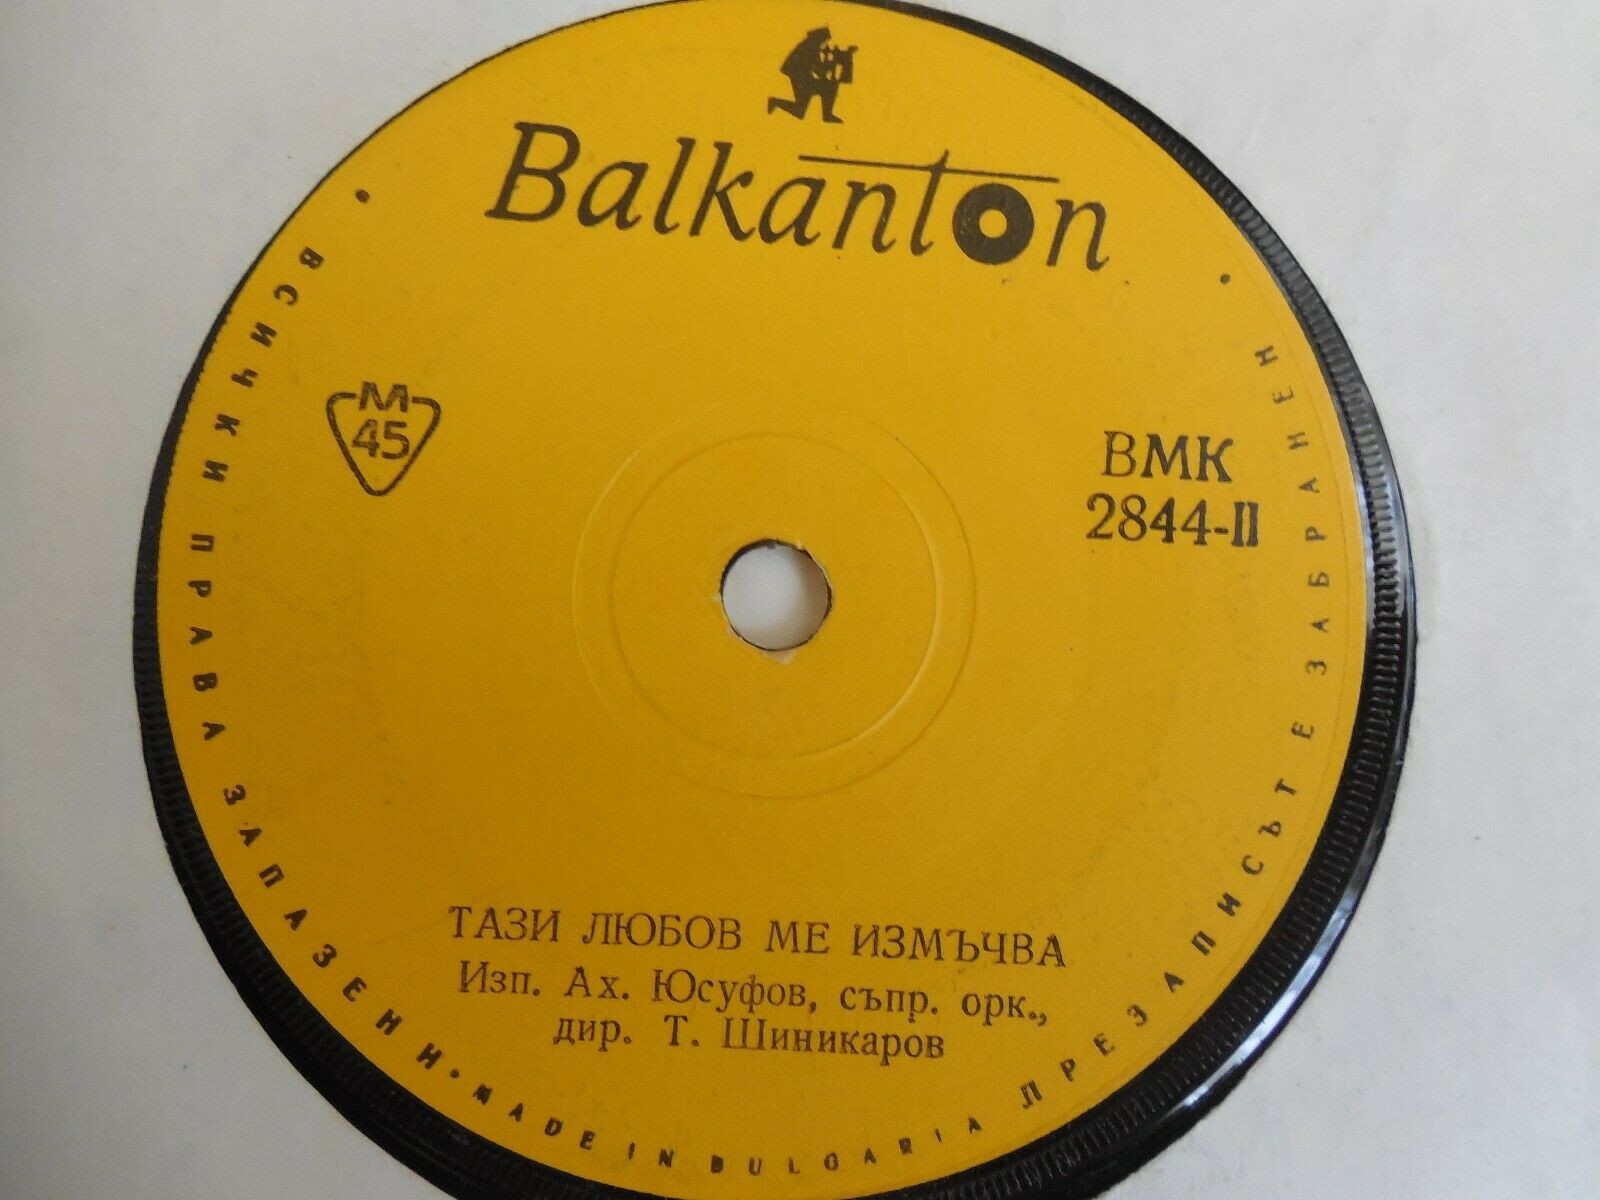 Balkanton
M
45
ВМК
2844-II
ТАЗИ ЛЮБОВ МЕ ИЗМЪЧВА
Изп. Ах. Юсуфов, съпр. орк.,
дир. Т. Шиникаров
• ВСИЧКИ ПРАВА ЗАПАЗЕНН • MADE IN BULGARIA ПРЕЗАПИСЪТ Е ЗАБРАНЕН •